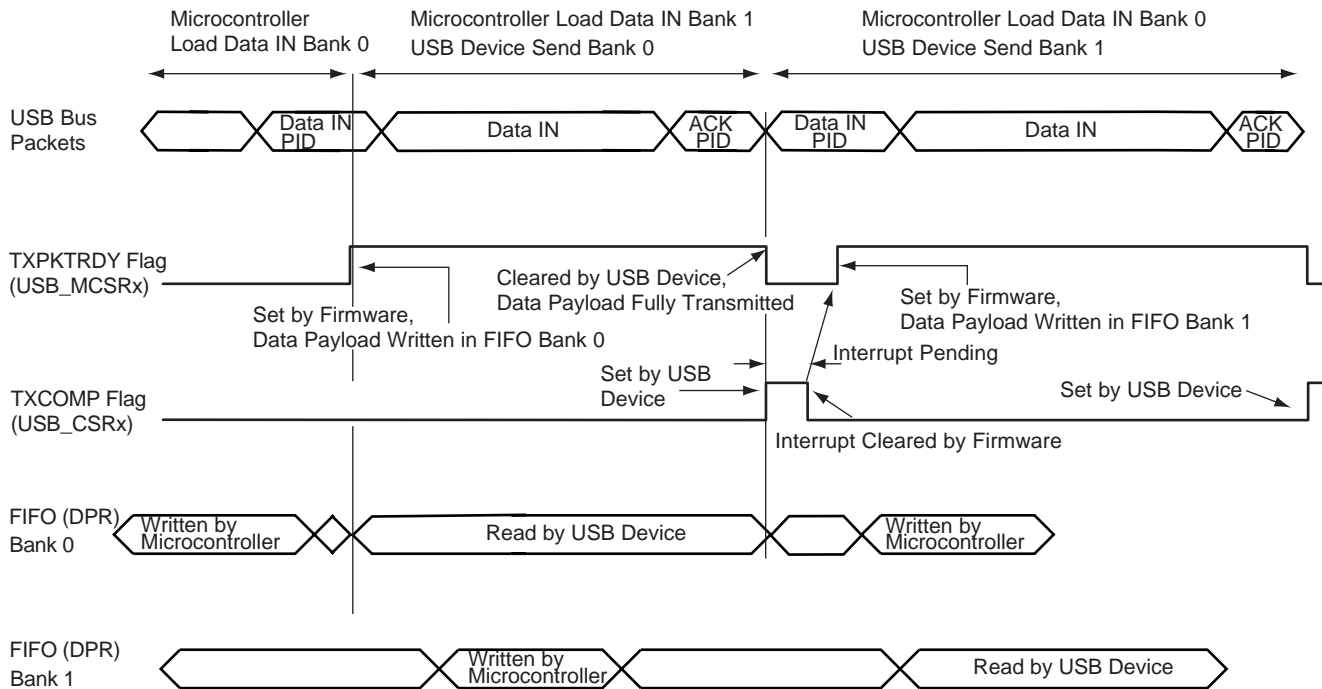 Microcontroller
Load Data IN Bank 0
Microcontroller Load Data IN Bank 1
USB Device Send Bank 0
Microcontroller Load Data IN Bank 0
USB Device Send Bank 1
USB Bus
Packets
Data IN
PID
Data IN
ACK
PID
Data IN
PID
Data IN
ACK
PID
TXPKTRDY Flag
(USB_MCSRx)
Set by Firmware,
Data Payload Written in FIFO Bank 0
Cleared by USB Device,
Data Payload Fully Transmitted
Set by Firmware,
Data Payload Written in FIFO Bank 1
Interrupt Pending
TXCOMP Flag
(USB_CSRx)
Set by USB
Device
Set by USB Device
Interrupt Cleared by Firmware
FIFO (DPR)
Bank 0
Written by
Microcontroller
Read by USB Device
Written by
Microcontroller
FIFO (DPR)
Bank 1
Written by
Microcontroller
Read by USB Device